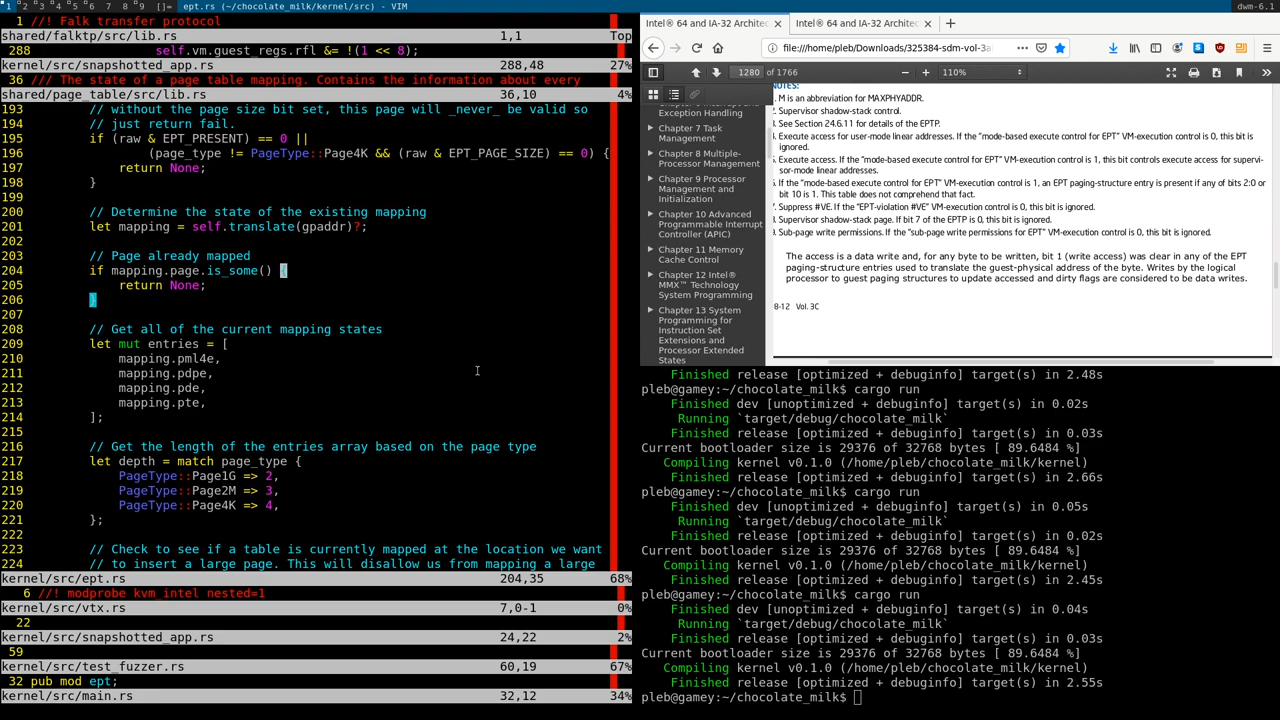 1 2 3 4 5 6 7 8 9 []= ept.rs (~/chocolate_milk/kernel/src) - VIM dwm-6.1
1 //! Falk transfer protocol
shared/falktp/src/lib.rs 1,1 Top
288 self.vm.guest_regs.rfl &= !(1 << 8);
kernel/src/snapshotted_app.rs 288,48 27%
36 /// The state of a page table mapping. Contains the information about every
shared/page_table/src/lib.rs 36,10 4%
193 // without the page size bit set, this page will _never_ be valid so
194 // just return fail.
195 if (raw & EPT_PRESENT) == 0 ||
196 (page_type != PageType::Page4K && (raw & EPT_PAGE_SIZE) == 0) {
197 return None;
198 }
199
200 // Determine the state of the existing mapping
201 let mapping = self.translate(gpaddr)?;
202
203 // Page already mapped
204 if mapping.page.is_some() {
205 return None;
206 }
207
208 // Get all of the current mapping states
209 let mut entries = [
210 mapping.pml4e,
211 mapping.pdpe,
212 mapping.pde,
213 mapping.pte,
214 ];
215
216 // Get the length of the entries array based on the page type
217 let depth = match page_type {
218 PageType::Page1G => 2,
219 PageType::Page2M => 3,
220 PageType::Page4K => 4,
221 };
222
223 // Check to see if a table is currently mapped at the location we want
224 // to insert a large page. This will disallow us from mapping a large
kernel/src/ept.rs 204,35 68%
6 //! modprobe kvm_intel nested=1
kernel/src/vtx.rs 7,0-1 0%
22
kernel/src/snapshotted_app.rs 24,22 2%
59
kernel/src/test_fuzzer.rs 60,19 67%
32 pub mod ept;
kernel/src/main.rs 32,12 34%
Intel® 64 and IA-32 Architec × Intel® 64 and IA-32 Architec × +
file:///home/pleb/Downloads/325384-sdm-vol-3a
1280 of 1766 110%
Exception Handling
Chapter 7 Task
Management
Chapter 8 Multiple-
Processor Management
Chapter 9 Processor
Management and
Initialization
Chapter 10 Advanced
Programmable Interrupt
Controller (APIC)
Chapter 11 Memory
Cache Control
Chapter 12 Intel®
MMX™ Technology
System Programming
Chapter 13 System
Programming for
Instruction Set
Extensions and
Processor Extended
States
NOTES:
. M is an abbreviation for MAXPHYADDR.
. Supervisor shadow-stack control.
. See Section 24.6.11 for details of the EPTP.
. Execute access for user-mode linear addresses. If the “mode-based execute control for EPT” VM-execution control is 0, this bit is
ignored.
. Execute access. If the “mode-based execute control for EPT” VM-execution control is 1, this bit controls execute access for supervi-
sor-mode linear addresses.
. If the “mode-based execute control for EPT” VM-execution control is 1, an EPT paging-structure entry is present if any of bits 2:0 or
bit 10 is 1. This table does not comprehend that fact.
. Suppress #VE. If the “EPT-violation #VE” VM-execution control is 0, this bit is ignored.
. Supervisor shadow-stack page. If bit 7 of the EPTP is 0, this bit is ignored.
. Sub-page write permissions. If the “sub-page write permissions for EPT” VM-execution control is 0, this bit is ignored.
The access is a data write and, for any byte to be written, bit 1 (write access) was clear in any of the EPT
paging-structure entries used to translate the guest-physical address of the byte. Writes by the logical
processor to guest paging structures to update accessed and dirty flags are considered to be data writes.
8-12 Vol. 3C
Finished release [optimized + debuginfo] target(s) in 2.48s
pleb@gamey:~/chocolate_milk$ cargo run
Finished dev [unoptimized + debuginfo] target(s) in 0.02s
Running `target/debug/chocolate_milk`
Finished release [optimized + debuginfo] target(s) in 0.03s
Current bootloader size is 29376 of 32768 bytes [ 89.6484 %]
Compiling kernel v0.1.0 (/home/pleb/chocolate_milk/kernel)
Finished release [optimized + debuginfo] target(s) in 2.66s
pleb@gamey:~/chocolate_milk$ cargo run
Finished dev [unoptimized + debuginfo] target(s) in 0.05s
Running `target/debug/chocolate_milk`
Finished release [optimized + debuginfo] target(s) in 0.02s
Current bootloader size is 29376 of 32768 bytes [ 89.6484 %]
Compiling kernel v0.1.0 (/home/pleb/chocolate_milk/kernel)
Finished release [optimized + debuginfo] target(s) in 2.45s
pleb@gamey:~/chocolate_milk$ cargo run
Finished dev [unoptimized + debuginfo] target(s) in 0.04s
Running `target/debug/chocolate_milk`
Finished release [optimized + debuginfo] target(s) in 0.03s
Current bootloader size is 29376 of 32768 bytes [ 89.6484 %]
Compiling kernel v0.1.0 (/home/pleb/chocolate_milk/kernel)
Finished release [optimized + debuginfo] target(s) in 2.55s
pleb@gamey:~/chocolate_milk$